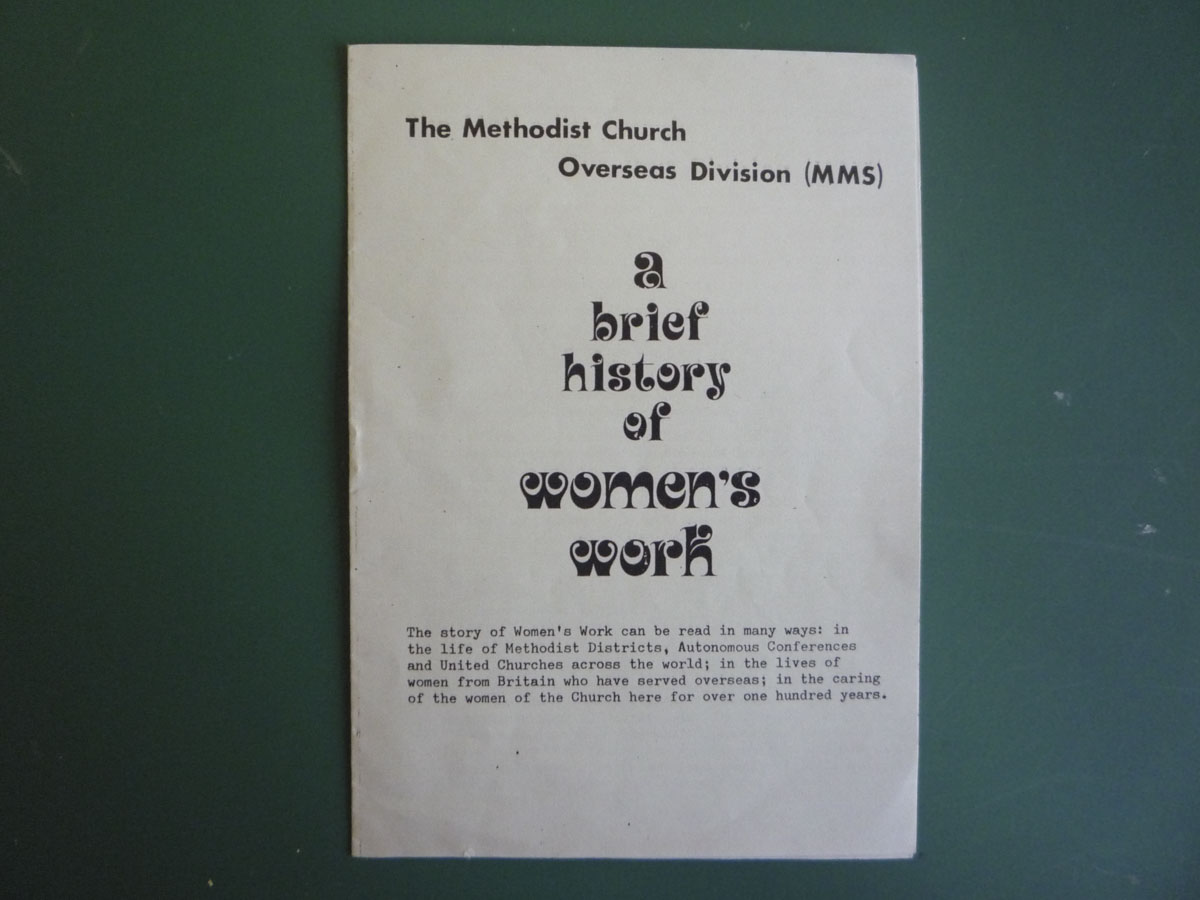 The Methodist Church
Overseas Division (MMS)
a
brief
history
of
women's
work
The story of Women's Work can be read in many ways: in
the life of Methodist Districts, Autonomous Conferences
and United Churches across the world; in the lives of
women from Britain who have served overseas; in the caring
of the women of the Church here for over one hundred years.